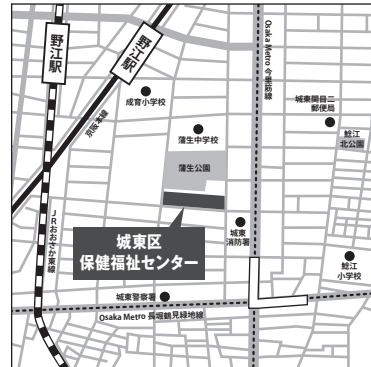 野江駅
野江駅
成育小学校
京阪本線
Osaka Metro 今里筋線
城東関目二
郵便局
蒲生中学校
鯰江
北公園
蒲生公園
JRおおさか東線
城東区
保健福祉センター
城東
消防署
鯰江
小学校
城東警察署
Osaka Metro 長堀鶴見緑地線